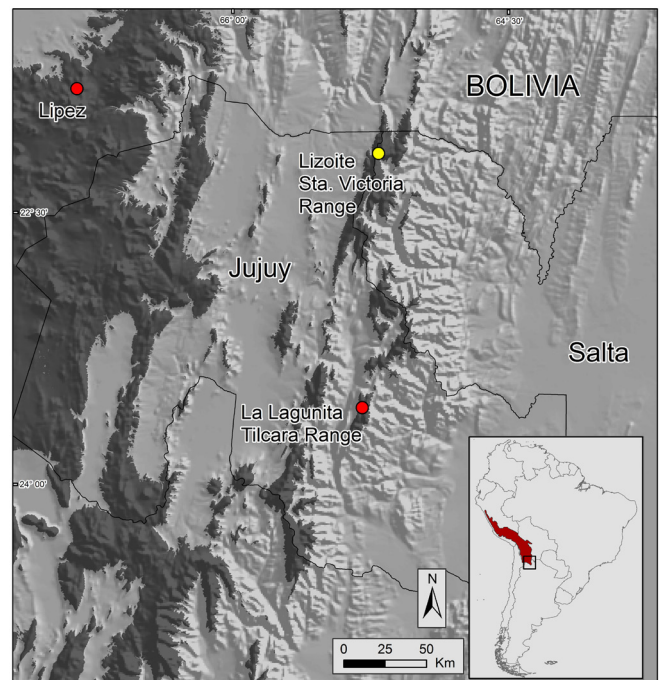 66° 00'
64° 30'
BOLIVIA
Lipez
Lizoite
Sta. Victoria
Range
22° 30'
Jujuy
Salta
La Lagunita
Tilcara Range
24° 00'
N
0 25 50
Km